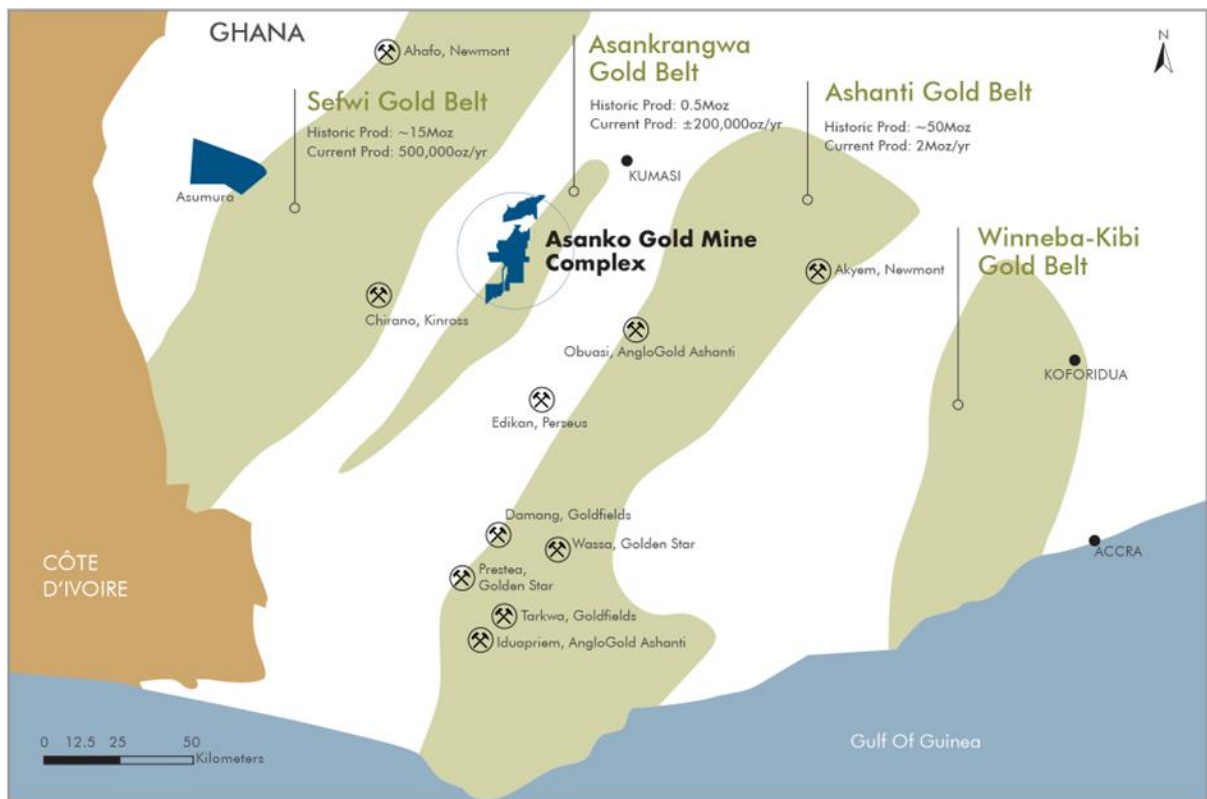 GHANA
Ahafo, Newmont
Sefwi Gold Belt
Historic Prod: ~15Moz
Current Prod: 500,000oz/yr
Asankrangwa
Gold Belt
Historic Prod: 0.5Moz
Current Prod: ±200,000oz/yr
Ashanti Gold Belt
Historic Prod: ~50Moz
Current Prod: 2Moz/yr
N
Asumura
KUMASI
Asanko Gold Mine
Complex
Winneba-Kibi
Gold Belt
Akyem, Newmont
Chirano, Kinross
Obuasi, AngloGold Ashanti
KOFORIDUA
Edikan, Perseus
Damang, Goldfields
Wassa, Golden Star
Prestea,
Golden Star
Tarkwa, Goldfields
Iduapriem, AngloGold Ashanti
CÔTE
D'IVOIRE
ACCRA
Gulf Of Guinea
0 12.5 25 50
Kilometers